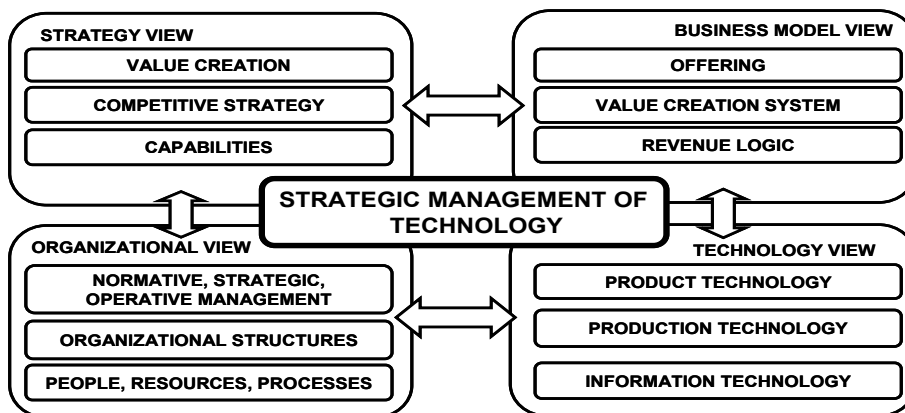 STRATEGY VIEW
VALUE CREATION
COMPETITIVE STRATEGY
CAPABILITIES
BUSINESS MODEL VIEW
OFFERING
VALUE CREATION SYSTEM
REVENUE LOGIC
STRATEGIC MANAGEMENT OF
TECHNOLOGY
ORGANIZATIONAL VIEW
NORMATIVE, STRATEGIC,
OPERATIVE MANAGEMENT
ORGANIZATIONAL STRUCTURES
PEOPLE, RESOURCES, PROCESSES
TECHNOLOGY VIEW
PRODUCT TECHNOLOGY
PRODUCTION TECHNOLOGY
INFORMATION TECHNOLOGY